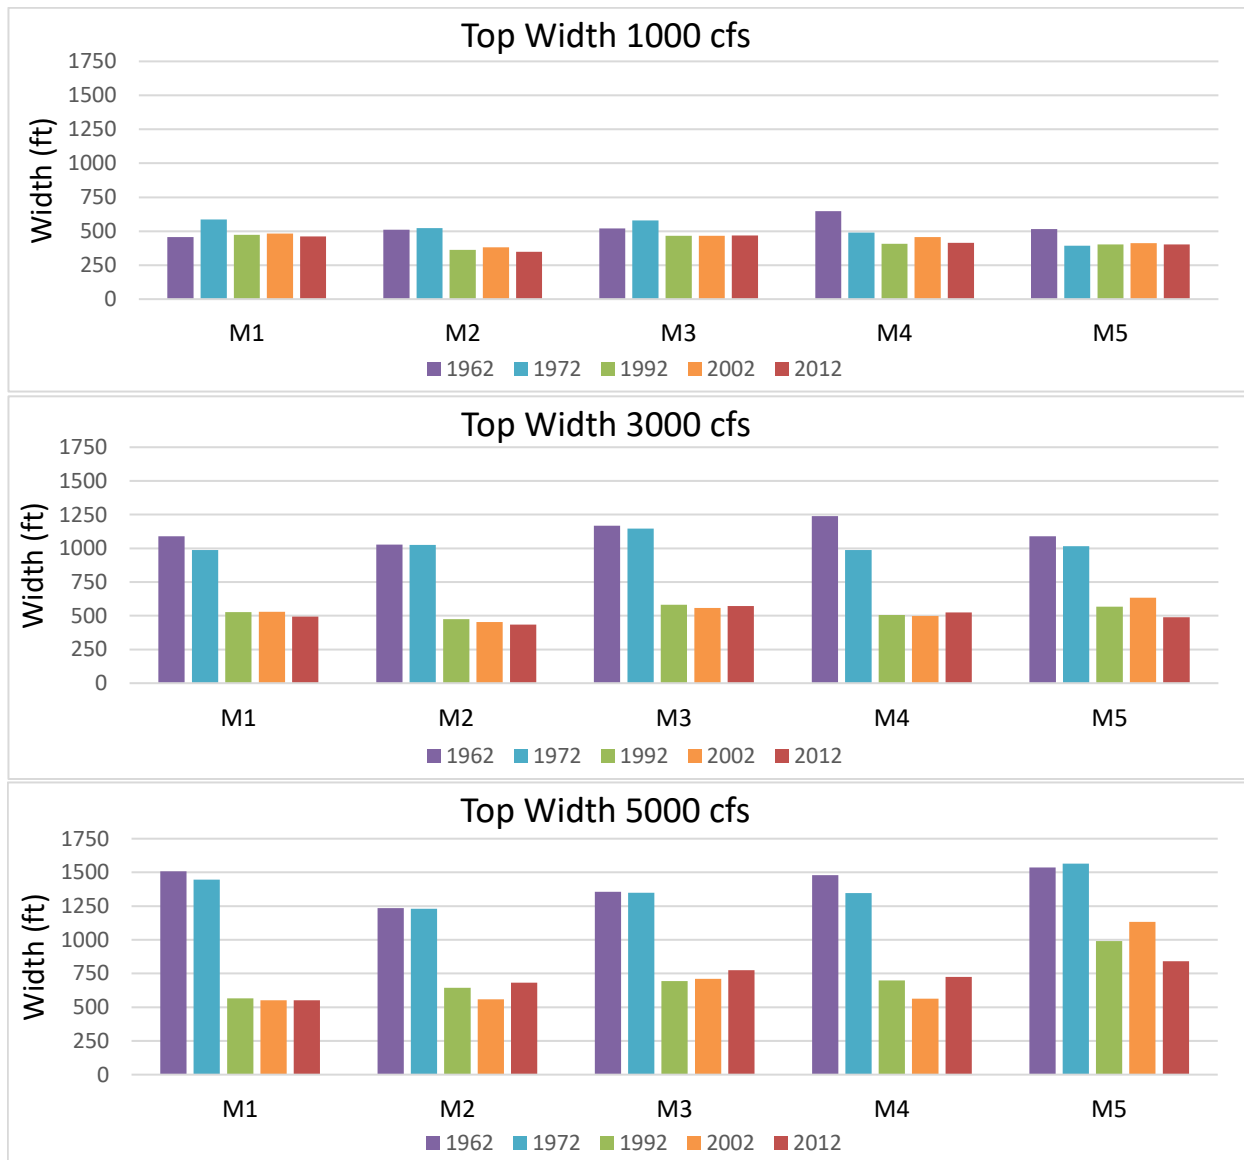 Top Width 1000 cfs
Width (ft)
1750
1500
1250
1000
750
500
250
0
M1 M2 M3 M4 M5
1962 1972 1992 2002 2012
Top Width 3000 cfs
Width (ft)
1750
1500
1250
1000
750
500
250
0
M1 M2 M3 M4 M5
1962 1972 1992 2002 2012
Top Width 5000 cfs
Width (ft)
1750
1500
1250
1000
750
500
250
0
M1 M2 M3 M4 M5
1962 1972 1992 2002 2012